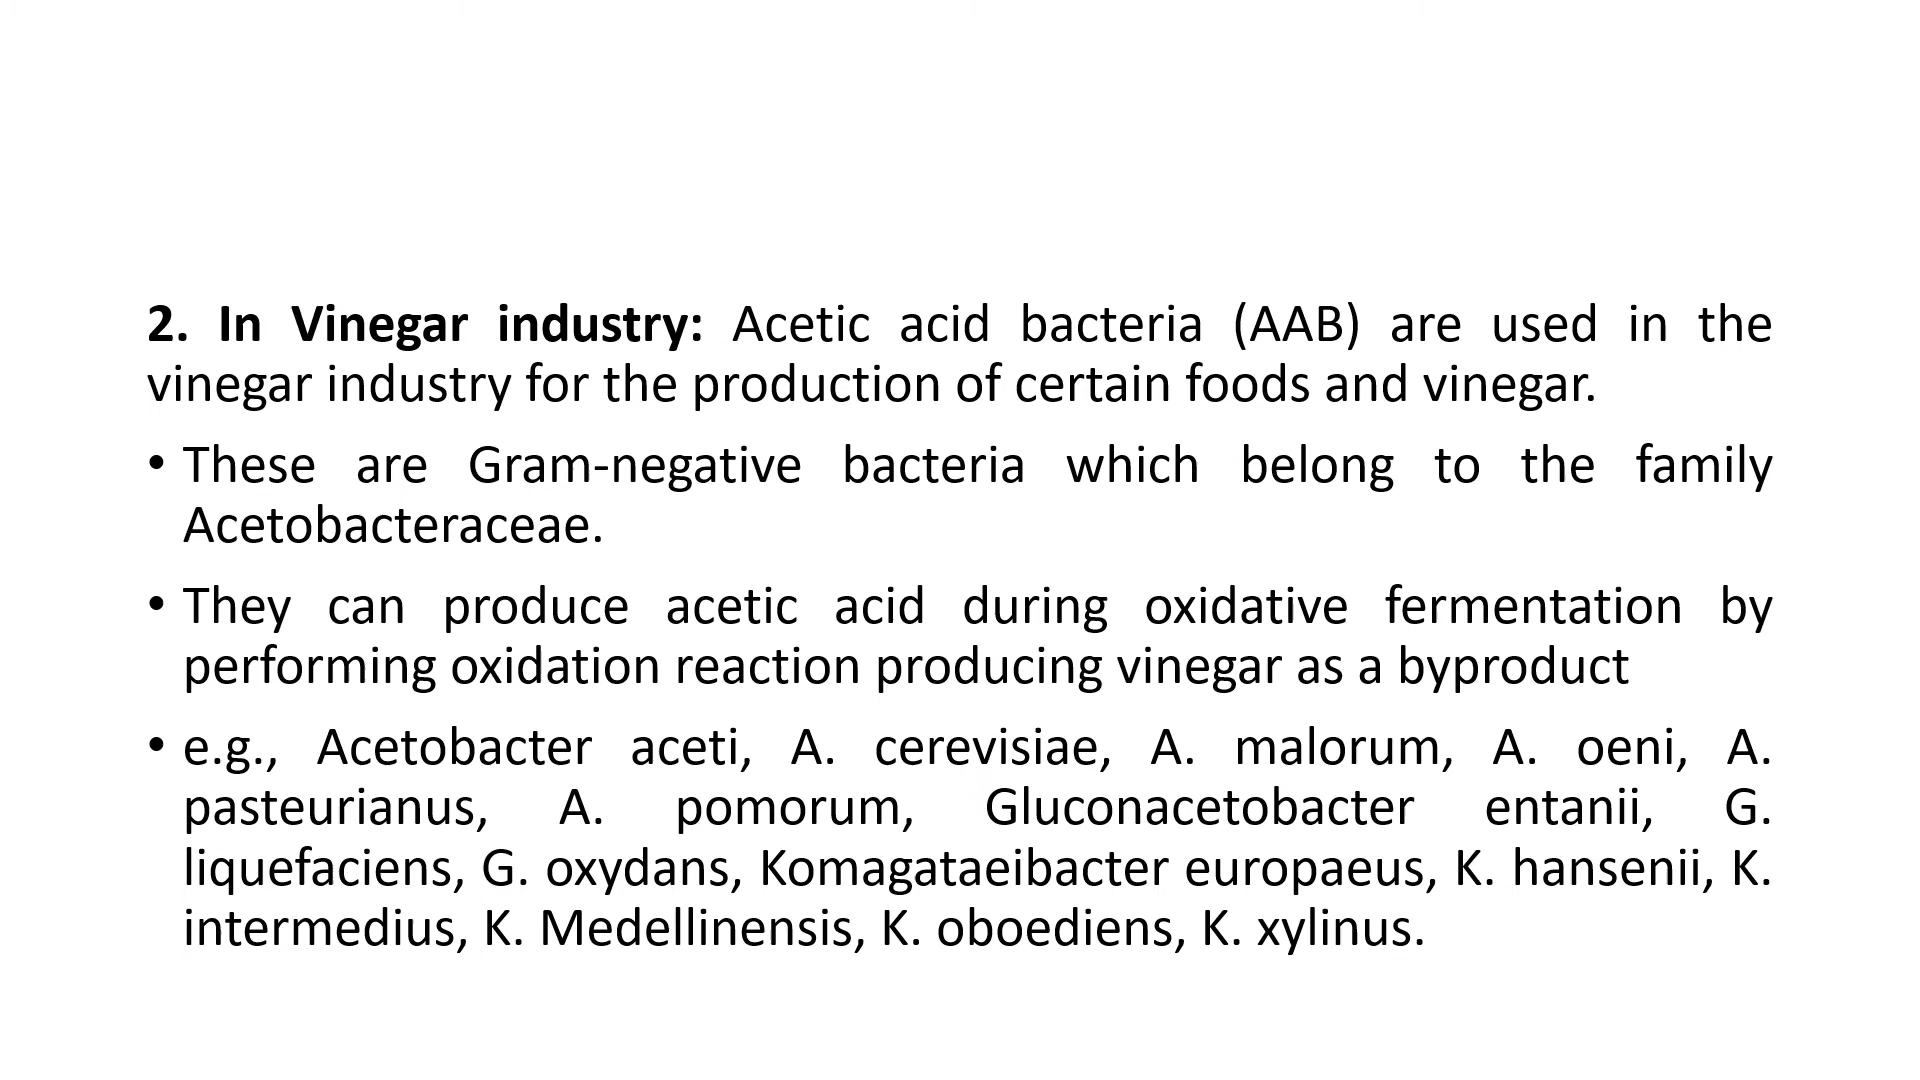 2. In Vinegar industry: Acetic acid bacteria (AAB) are used in the
vinegar industry for the production of certain foods and vinegar.
• These are Gram-negative bacteria which belong to the family
Acetobacteraceae.
• They can produce acetic acid during oxidative fermentation by
performing oxidation reaction producing vinegar as a byproduct
• e.g., Acetobacter aceti, A. cerevisiae, A. malorum, A. oeni, A.
pasteurianus, A. pomorum, Gluconacetobacter entanii, G.
liquefaciens, G. oxydans, Komagataeibacter europaeus, K. hansenii, K.
intermedius, K. Medellinensis, K. oboediens, K. xylinus.